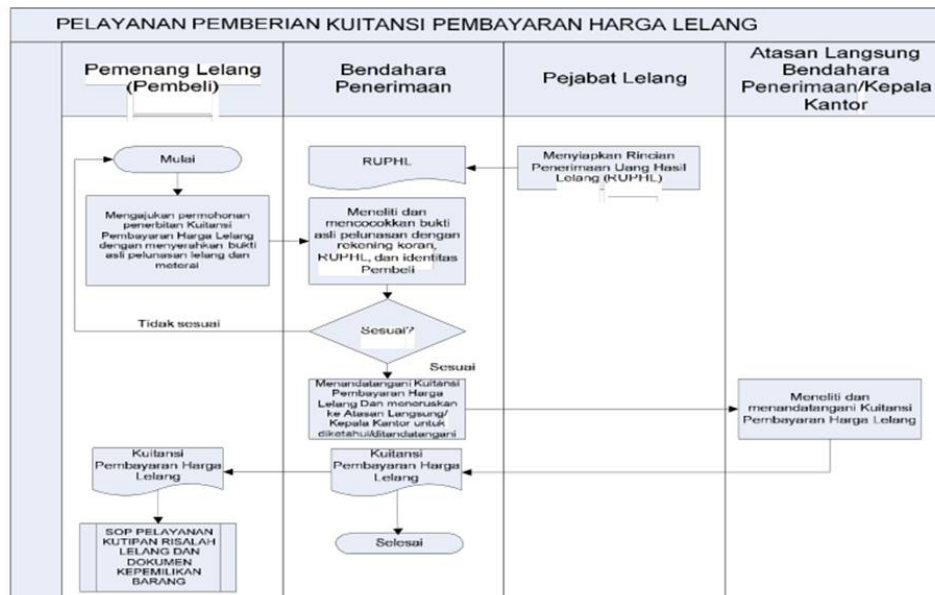 PELAYANAN PEMBERIAN KUITANSI PEMBAYARAN HARGA LELANG
Pemenang Lelang
(Pembeli)
Bendahara
Penerimaan
Pejabat Lelang
Atasan Langsung
Bendahara
Penerimaan/Kepala
Kantor
Mulai
RUPHL
Menyiapkan Rincian
Penerimaan Uang Hasil
Lelang (RUPHL)
Mengajukan permohonan
penerbitan Kuitansi
Pembayaran Harga Lelang
dengan menyerahkan bukti
asli pelunasan lelang dan
meterai
Meneliti dan
mencocokkan bukti
asli pelunasan dengan
rekening koran,
RUPHL, dan identitas
Pembeli
Tidak sesuai
Sesuai?
Sesuai
Menandatangani Kuitansi
Pembayaran Harga
Lelang Dan meneruskan
ke Atasan Langsung/
Kepala Kantor untuk
diketahui/ditandatangani
Meneliti dan
menandatangani Kuitansi
Pembayaran Harga Lelang
Kuitansi
Pembayaran Harga
Lelang
Kuitansi
Pembayaran Harga
Lelang
SOP PELAYANAN
KUTIPAN RISALAH
LELANG DAN
DOKUMEN
KEPEMILIKAN
BARANG
Selesai